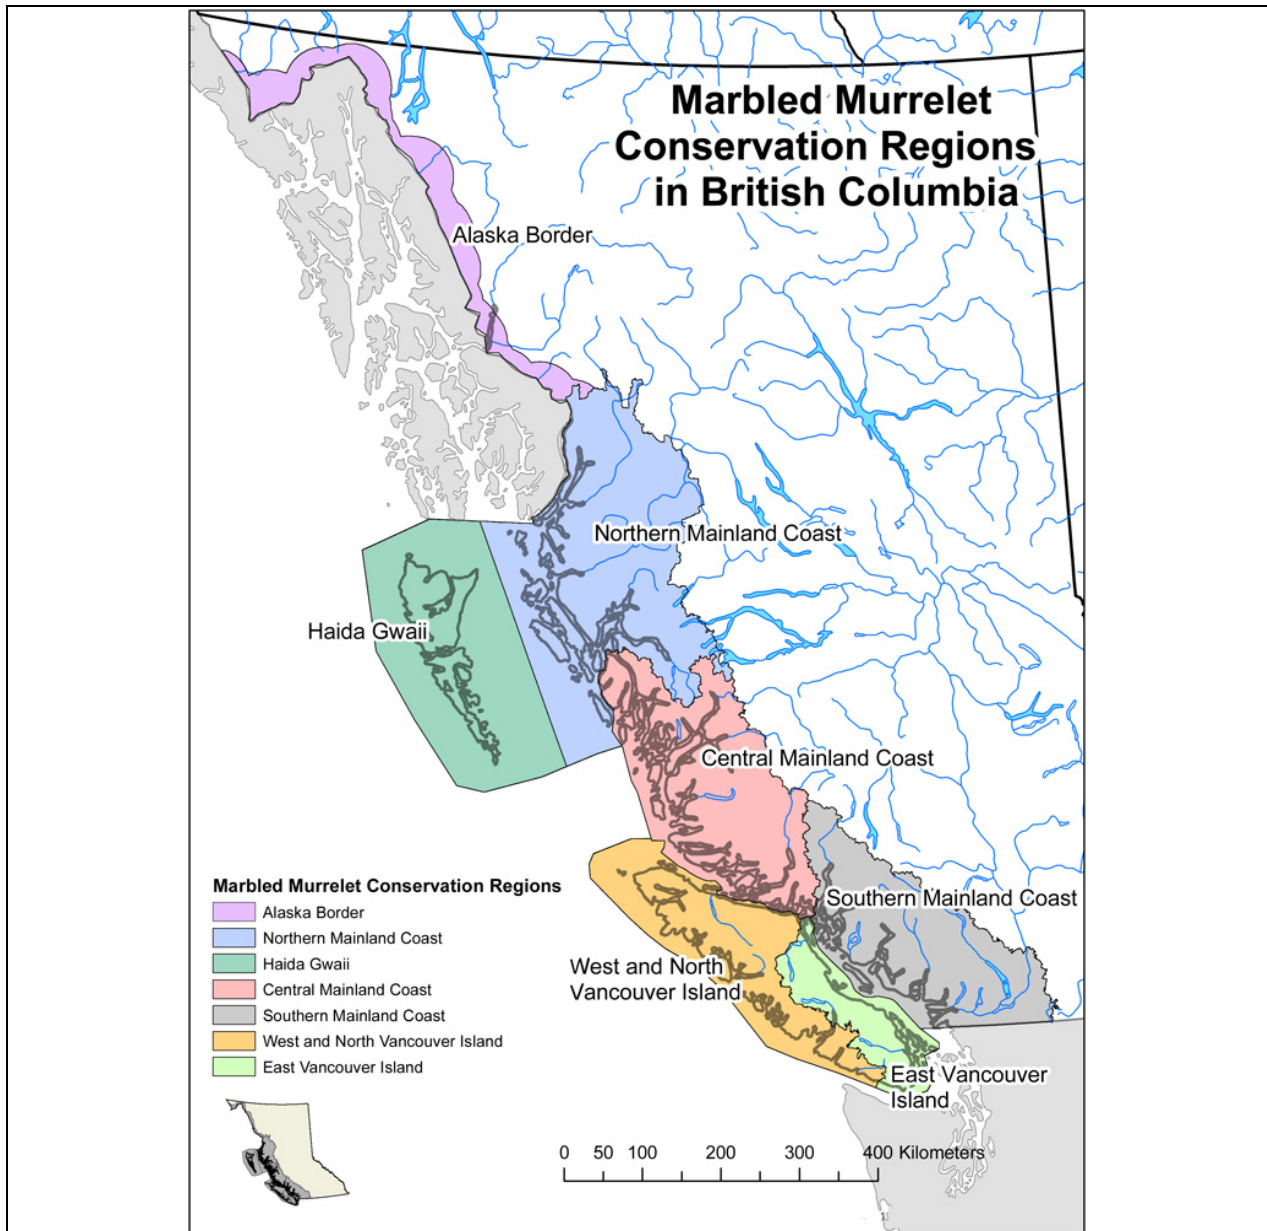 Marbled Murrelet
Conservation Regions
in British Columbia
Alaska Border
Northern Mainland Coast
Haida Gwaii
Central Mainland Coast
Southern Mainland Coast
West and North
Vancouver Island
East Vancouver
Island
Marbled Murrelet Conservation Regions
Alaska Border
Northern Mainland Coast
Haida Gwaii
Central Mainland Coast
Southern Mainland Coast
West and North Vancouver Island
East Vancouver Island
0 50 100 200 300 400 Kilometers